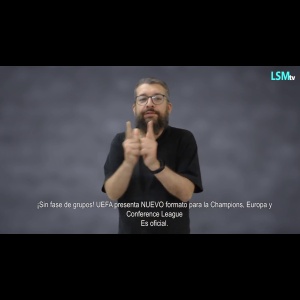 LSMtv
¡Sin fase de grupos! UEFA presenta NUEVO formato para la Champions, Europa y
Conference League
Es oficial.